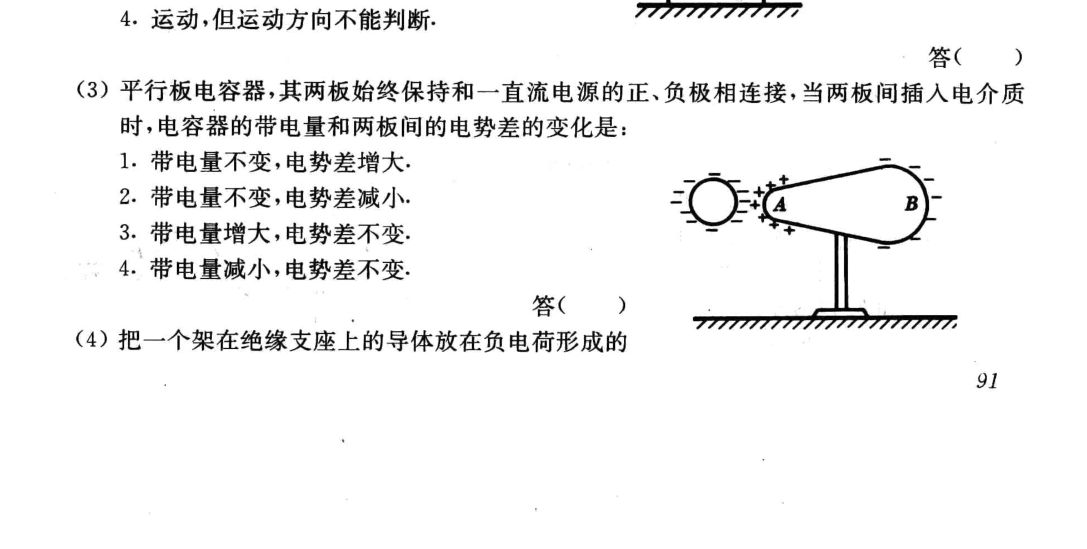 4. 运动,但运动方向不能判断.
答(  )
(3) 平行板电容器,其两板始终保持和一直流电源的正、负极相连接,当两板间插入电介质
时,电容器的带电量和两板间的电势差的变化是:
1. 带电量不变,电势差增大.
2. 带电量不变,电势差减小.
3. 带电量增大,电势差不变.
4. 带电量减小,电势差不变.
A B
答(  )
(4) 把一个架在绝缘支座上的导体放在负电荷形成的
91